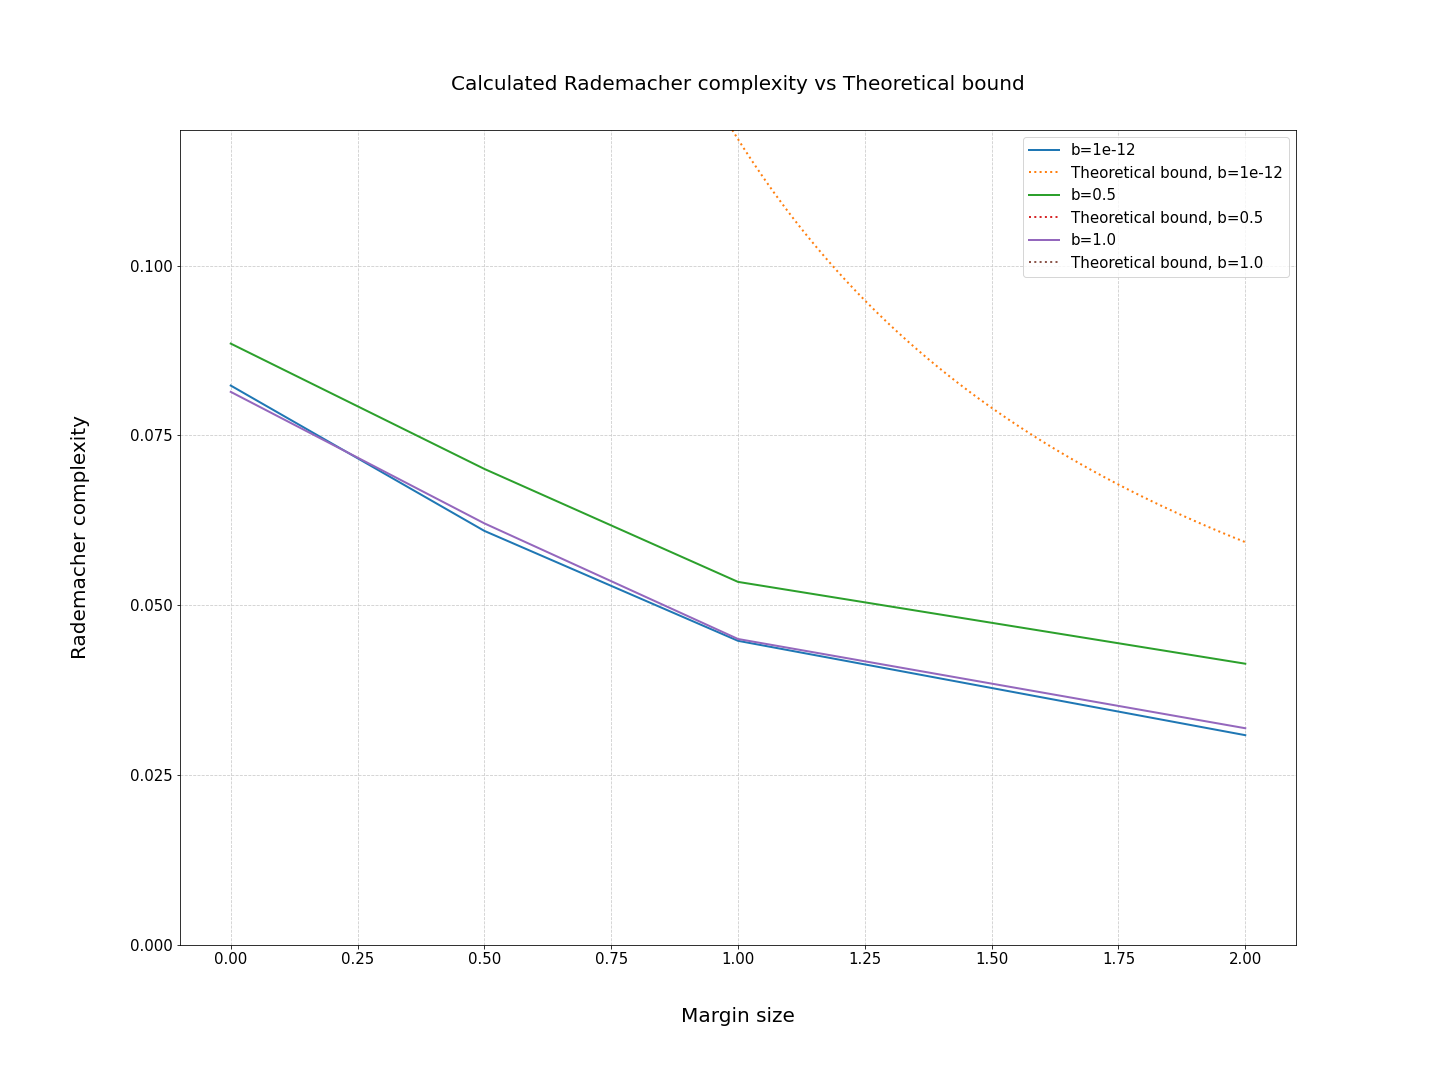 Calculated Rademacher complexity vs Theoretical bound
b=1e-12
Theoretical bound, b=1e-12
b=0.5
Theoretical bound, b=0.5
b=1.0
Theoretical bound, b=1.0
Rademacher complexity
0.100
0.075
0.050
0.025
0.000
0.00 0.25 0.50 0.75 1.00 1.25 1.50 1.75 2.00
Margin size